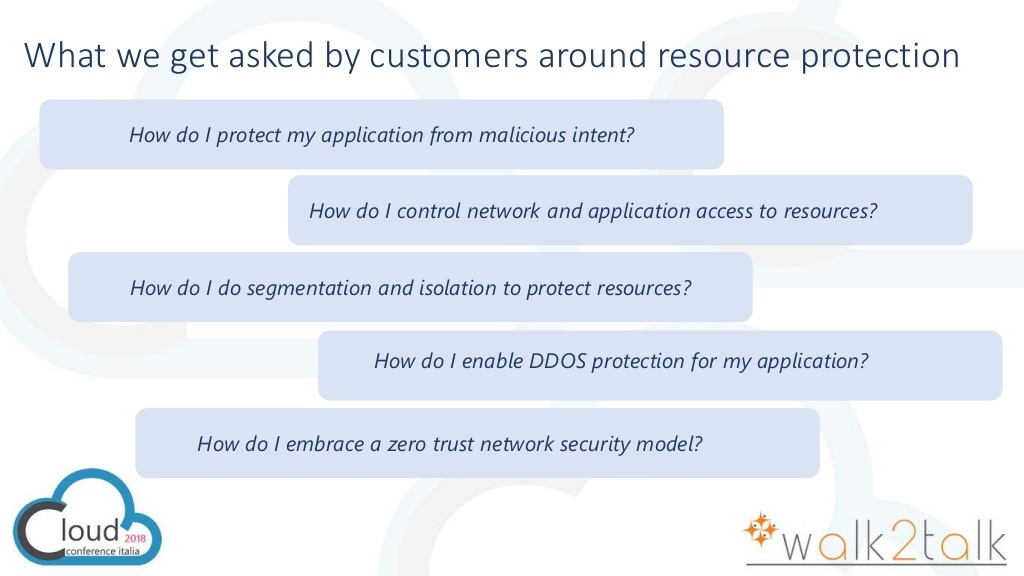 What we get asked by customers around resource protection
How do I protect my application from malicious intent?
How do I control network and application access to resources?
How do I do segmentation and isolation to protect resources?
How do I enable DDOS protection for my application?
How do I embrace a zero trust network security model?
Cloud 2018
conference italia
walk2talk